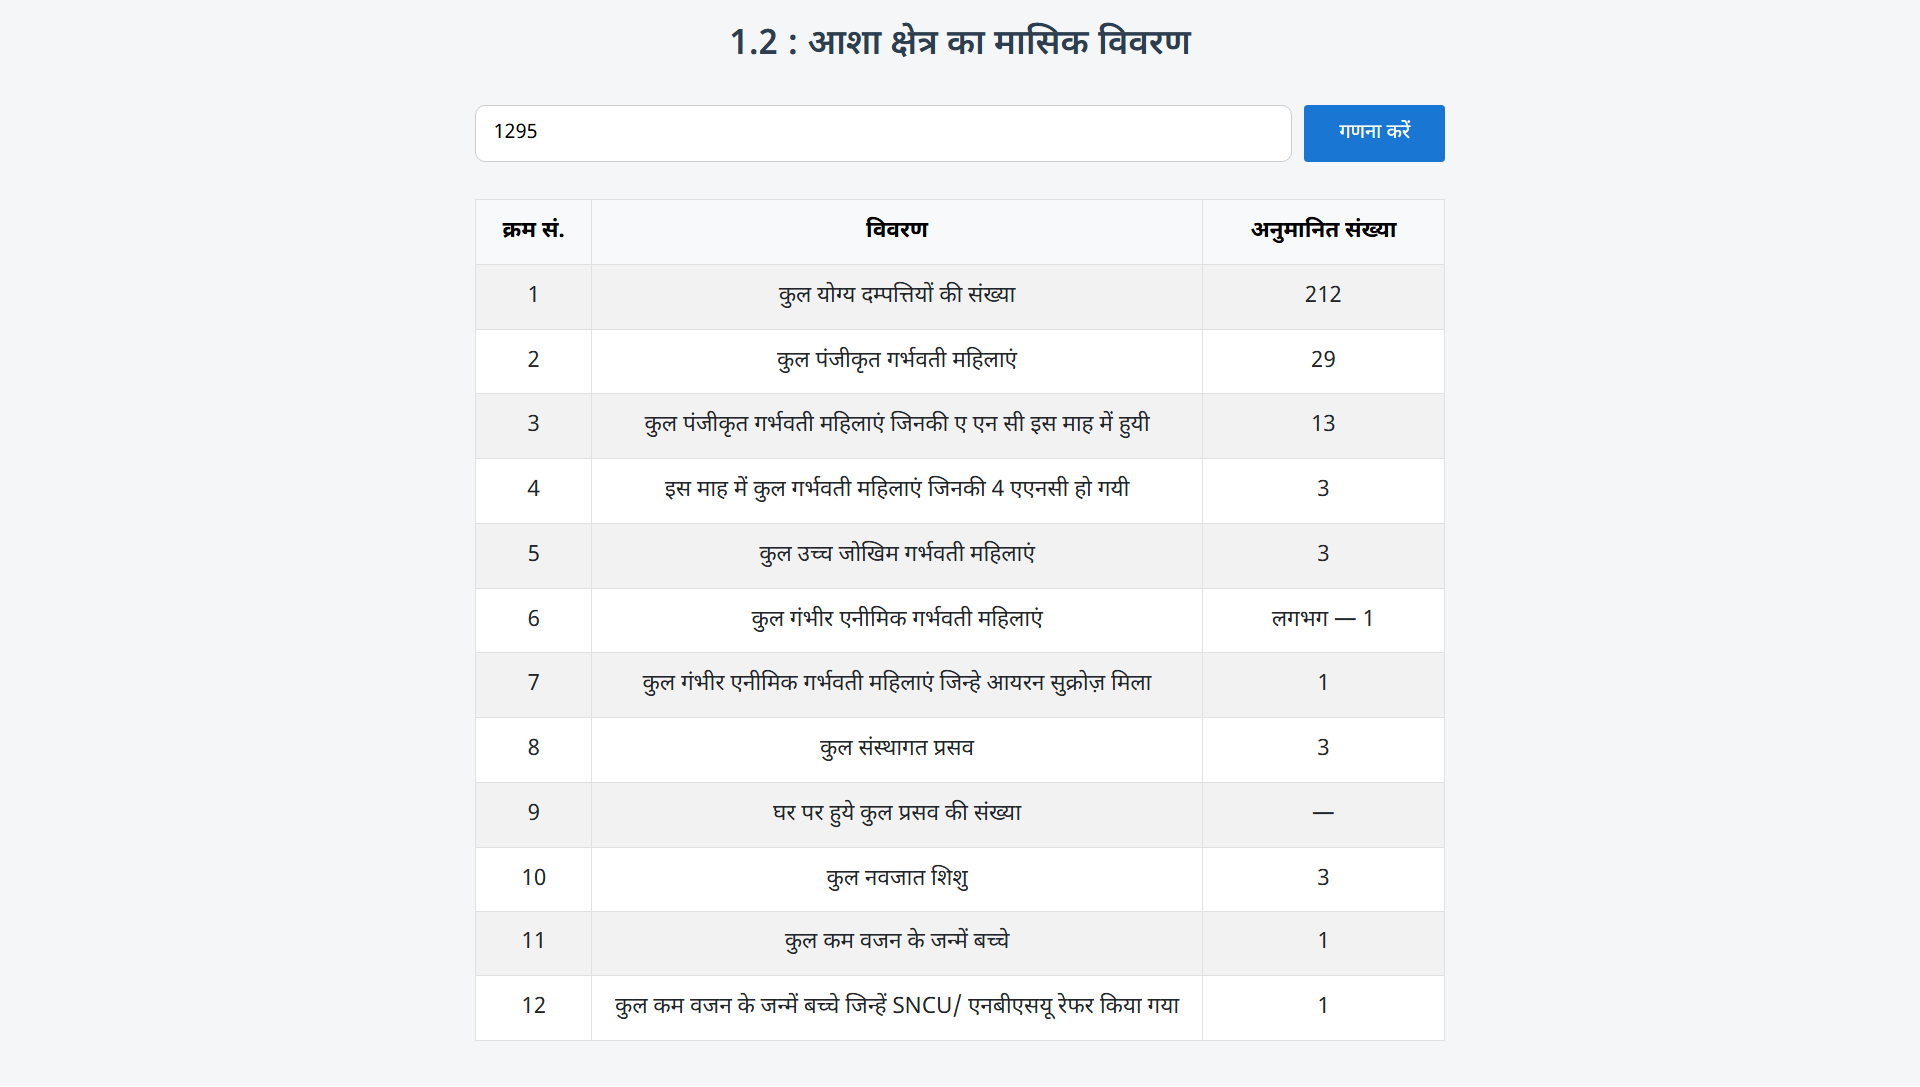 1.2 : आशा क्षेत्र का मासिक विवरण
1295 गणना करें
क्रम सं. विवरण अनुमानित संख्या
1 कुल योग्य दम्पत्तियों की संख्या 212
2 कुल पंजीकृत गर्भवती महिलाएं 29
3 कुल पंजीकृत गर्भवती महिलाएं जिनकी ए एन सी इस माह में हुयी 13
4 इस माह में कुल गर्भवती महिलाएं जिनकी 4 एएनसी हो गयी 3
5 कुल उच्च जोखिम गर्भवती महिलाएं 3
6 कुल गंभीर एनीमिक गर्भवती महिलाएं लगभग — 1
7 कुल गंभीर एनीमिक गर्भवती महिलाएं जिन्हे आयरन सुक्रोज़ मिला 1
8 कुल संस्थागत प्रसव 3
9 घर पर हुये कुल प्रसव की संख्या —
10 कुल नवजात शिशु 3
11 कुल कम वजन के जन्में बच्चे 1
12 कुल कम वजन के जन्में बच्चे जिन्हें SNCU/ एनबीएसयू रेफर किया गया 1